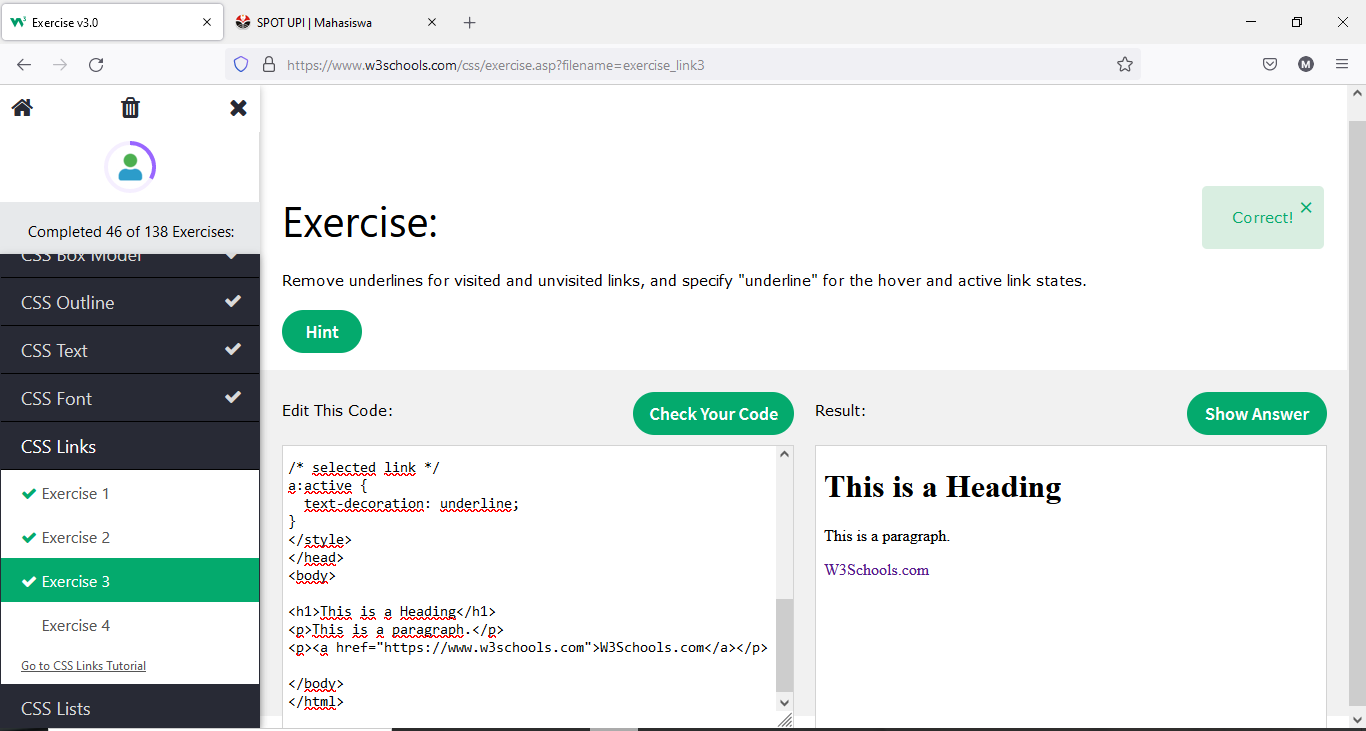 Exercise v3.0
SPOT UPI | Mahasiswa
https://www.w3schools.com/css/exercise.asp?filename=exercise_link3
M
Completed 46 of 138 Exercises:
CSS Box Model
CSS Outline
CSS Text
CSS Font
CSS Links
Exercise 1
Exercise 2
Exercise 3
Exercise 4
Go to CSS Links Tutorial
CSS Lists
Exercise:
Correct!
Remove underlines for visited and unvisited links, and specify "underline" for the hover and active link states.
Hint
Edit This Code:
Check Your Code
/* selected link */
a:active {
  text-decoration: underline;
}
</style>
</head>
<body>
<h1>This is a Heading</h1>
<p>This is a paragraph.</p>
<p><a href="https://www.w3schools.com">W3Schools.com</a></p>
</body>
</html>
Result:
Show Answer
This is a Heading
This is a paragraph.
W3Schools.com